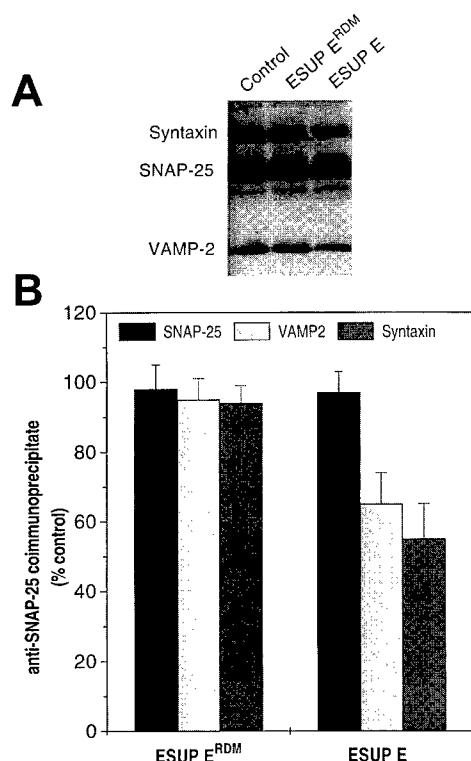 A
Control
ESUP E^RDM
ESUP E
Syntaxin
SNAP-25
VAMP-2
B
SNAP-25 VAMP2 Syntaxin
anti-SNAP-25 coimmunoprecipitate
(% control)
120
100
80
60
40
20
0
ESUP E^RDM ESUP E